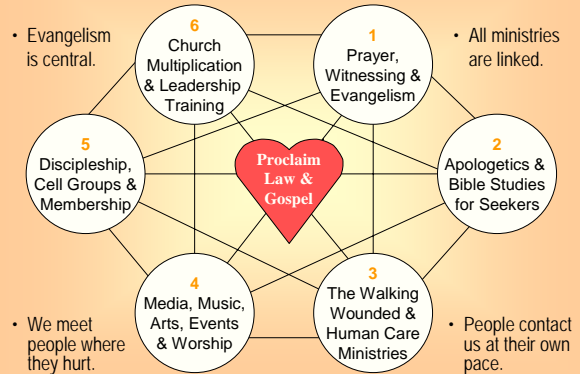 • Evangelism
is central.
• All ministries
are linked.
6
Church
Multiplication
& Leadership
Training
1
Prayer,
Witnessing &
Evangelism
5
Discipleship,
Cell Groups &
Membership
Proclaim
Law &
Gospel
2
Apologetics &
Bible Studies
for Seekers
4
Media, Music,
Arts, Events
& Worship
3
The Walking
Wounded &
Human Care
Ministries
• We meet
people where
they hurt.
• People contact
us at their own
pace.